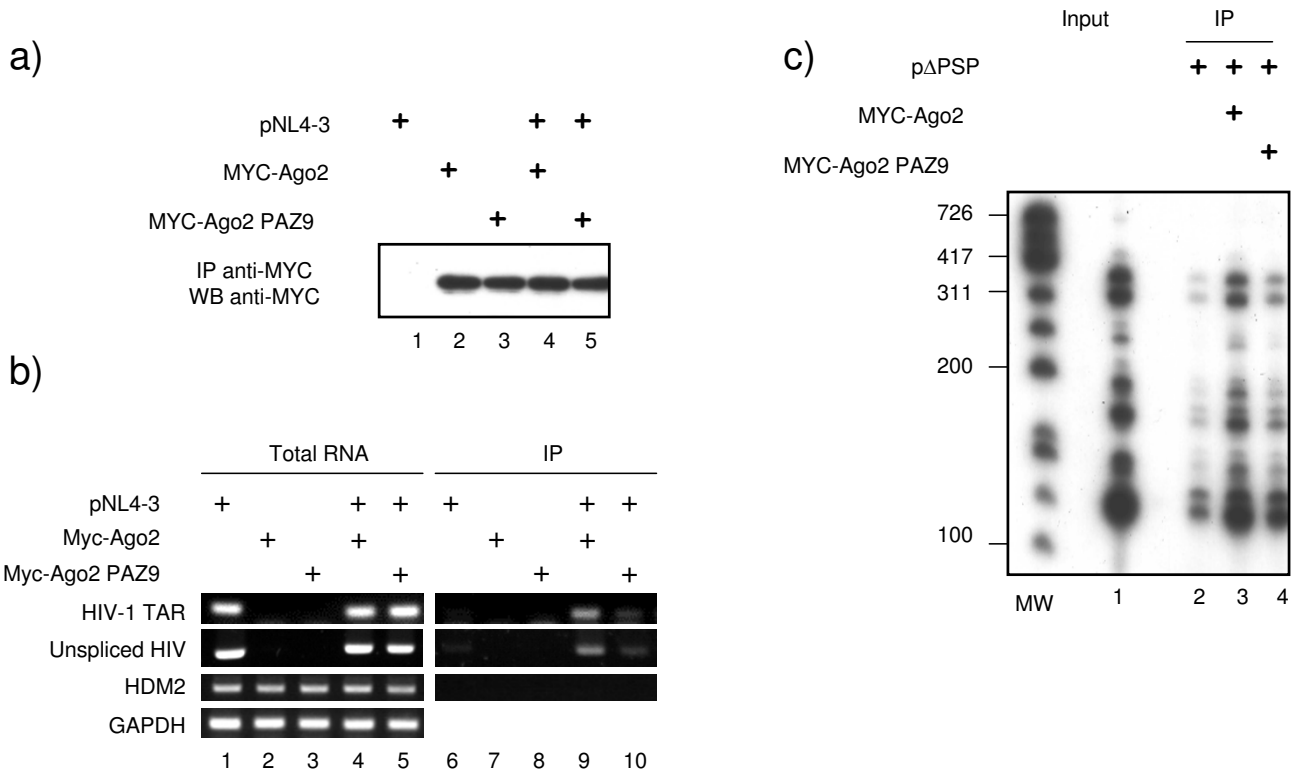 a)
pNL4-3 + + +
MYC-Ago2 + +
MYC-Ago2 PAZ9 + +
IP anti-MYC
WB anti-MYC
1 2 3 4 5
b)
Total RNA IP
pNL4-3 + + + + + +
Myc-Ago2 + + + +
Myc-Ago2 PAZ9 + + + +
HIV-1 TAR
Unspliced HIV
HDM2
GAPDH
1 2 3 4 5 6 7 8 9 10
c)
Input IP
p∆PSP + + +
MYC-Ago2 +
MYC-Ago2 PAZ9 +
726
417
311
200
100
MW 1 2 3 4